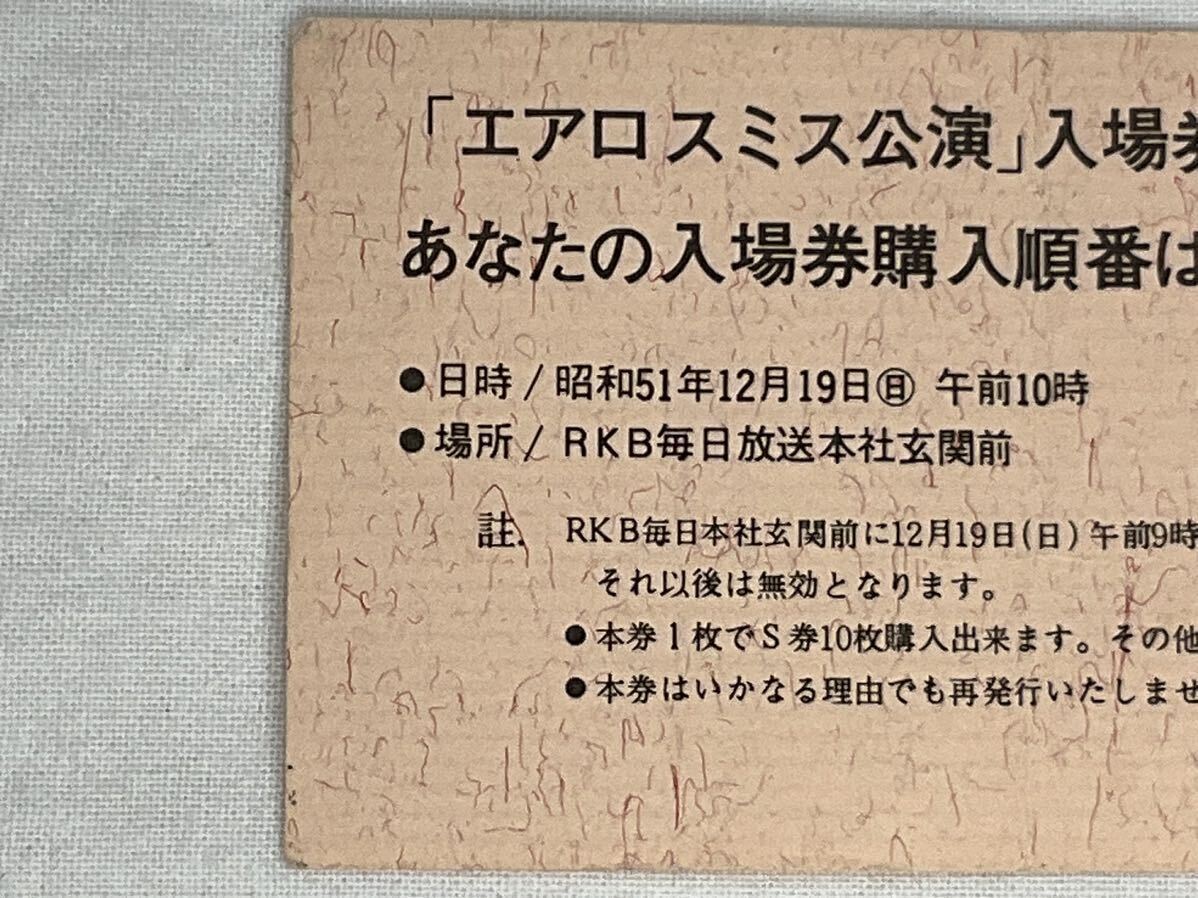 「エアロスミス公演」入場券
あなたの入場券購入順番は
●日時/昭和51年12月19日㊐ 午前10時
●場所/RKB毎日放送本社玄関前
註. RKB毎日本社玄関前に12月19日(日)午前9時
それ以後は無効となります。
●本券1枚でS券10枚購入出来ます。その他
●本券はいかなる理由でも再発行いたしませ